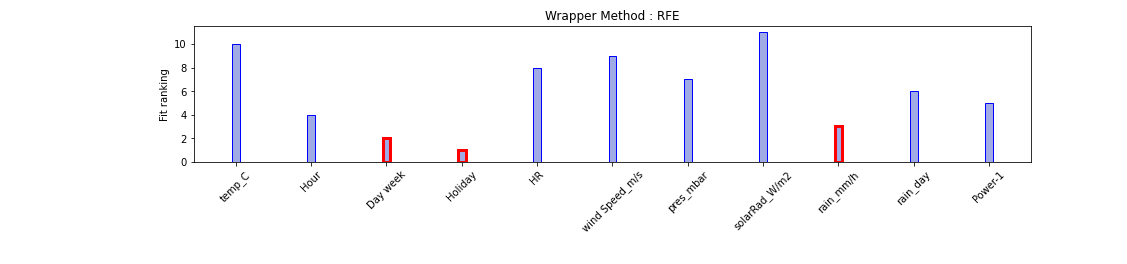 Wrapper Method : RFE
Fit ranking
10
8
6
4
2
0
temp_C
Hour
Day week
Holiday
HR
wind Speed_m/s
pres_mbar
solarRad_W/m2
rain_mm/h
rain_day
Power-1